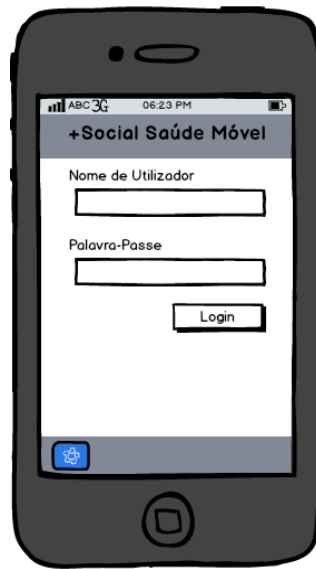 ABC 3G 06:23 PM
+Social Saúde Móvel
Nome de Utilizador
Palavra-Passe
Login